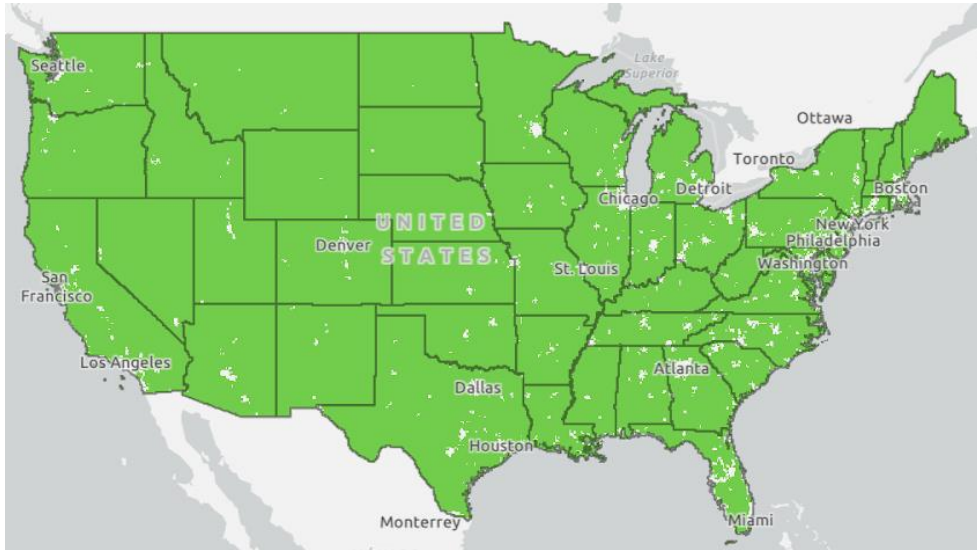 Seattle
Lake
Superior
Ottawa
Toronto
Boston
Chicago
Detroit
New York
UNITED
STATES
Denver
Philadelphia
Washington
St. Louis
San
Francisco
Los Angeles
Atlanta
Dallas
Houston
Monterrey
Miami